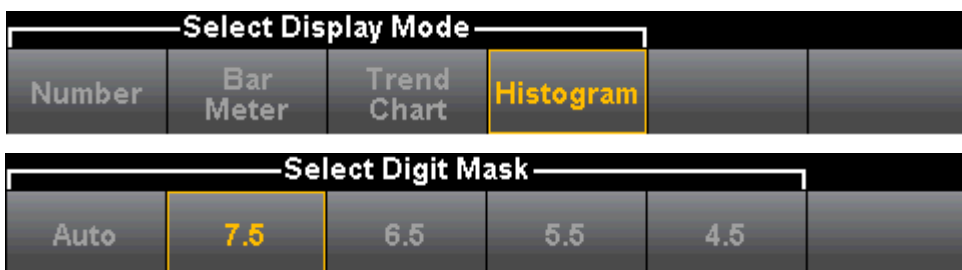 Select Display Mode
Number Bar Meter Trend Chart Histogram
Select Digit Mask
Auto 7.5 6.5 5.5 4.5